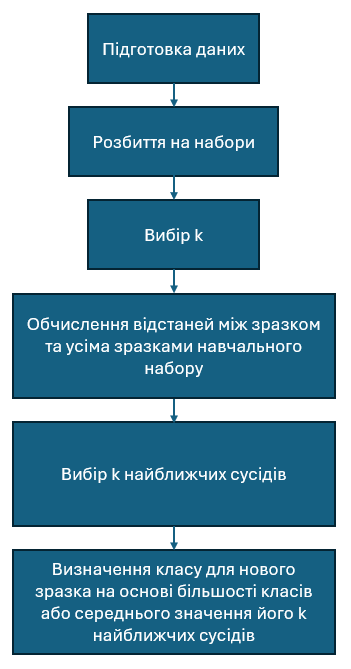 Підготовка даних
Розбиття на набори
Вибір k
Обчислення відстаней між зразком
та усіма зразками навчального
набору
Вибір k найближчих сусідів
Визначення класу для нового
зразка на основі більшості класів
або середнього значення його k
найближчих сусідів